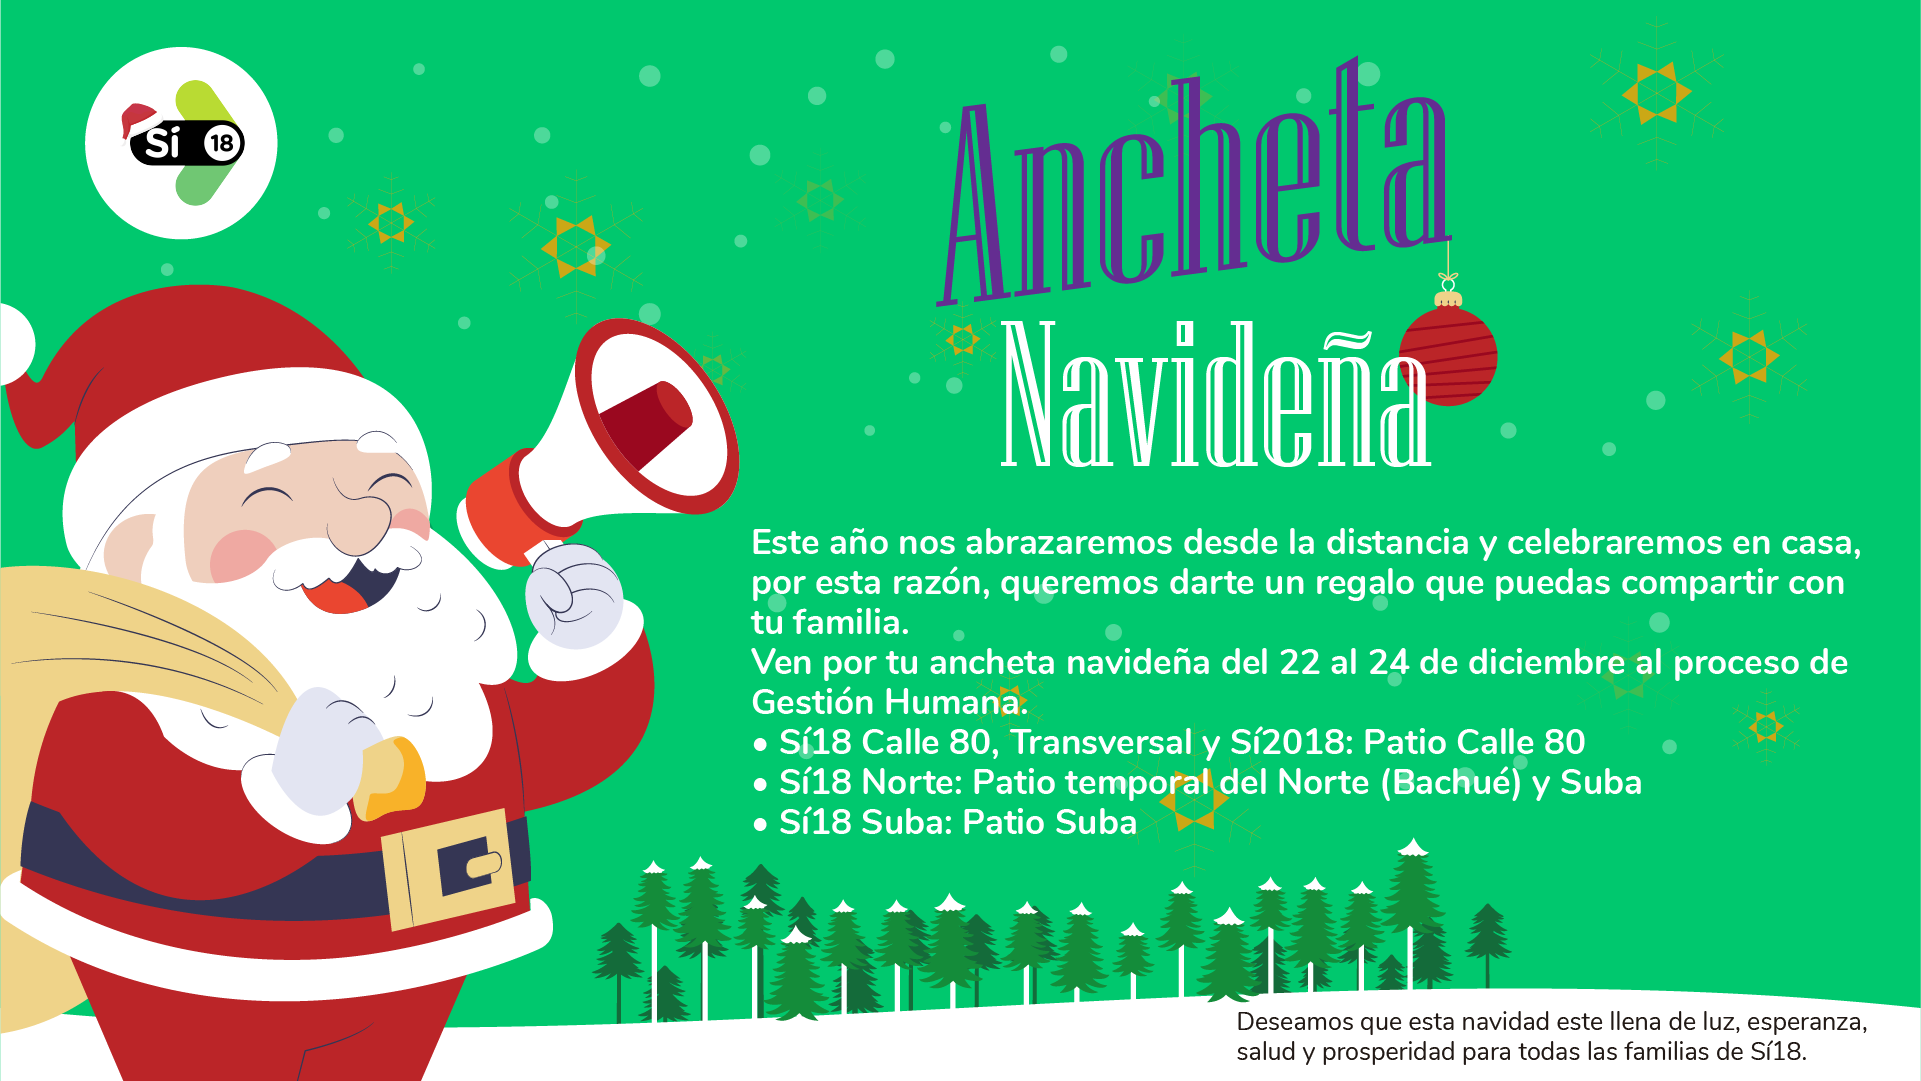 Sí 18
Ancheta
Navideña
Este año nos abrazaremos desde la distancia y celebraremos en casa,
por esta razón, queremos darte un regalo que puedas compartir con
tu familia.
Ven por tu ancheta navideña del 22 al 24 de diciembre al proceso de
Gestión Humana.
• Sí18 Calle 80, Transversal y Sí2018: Patio Calle 80
• Sí18 Norte: Patio temporal del Norte (Bachué) y Suba
• Sí18 Suba: Patio Suba
Deseamos que esta navidad este llena de luz, esperanza,
salud y prosperidad para todas las familias de Sí18.